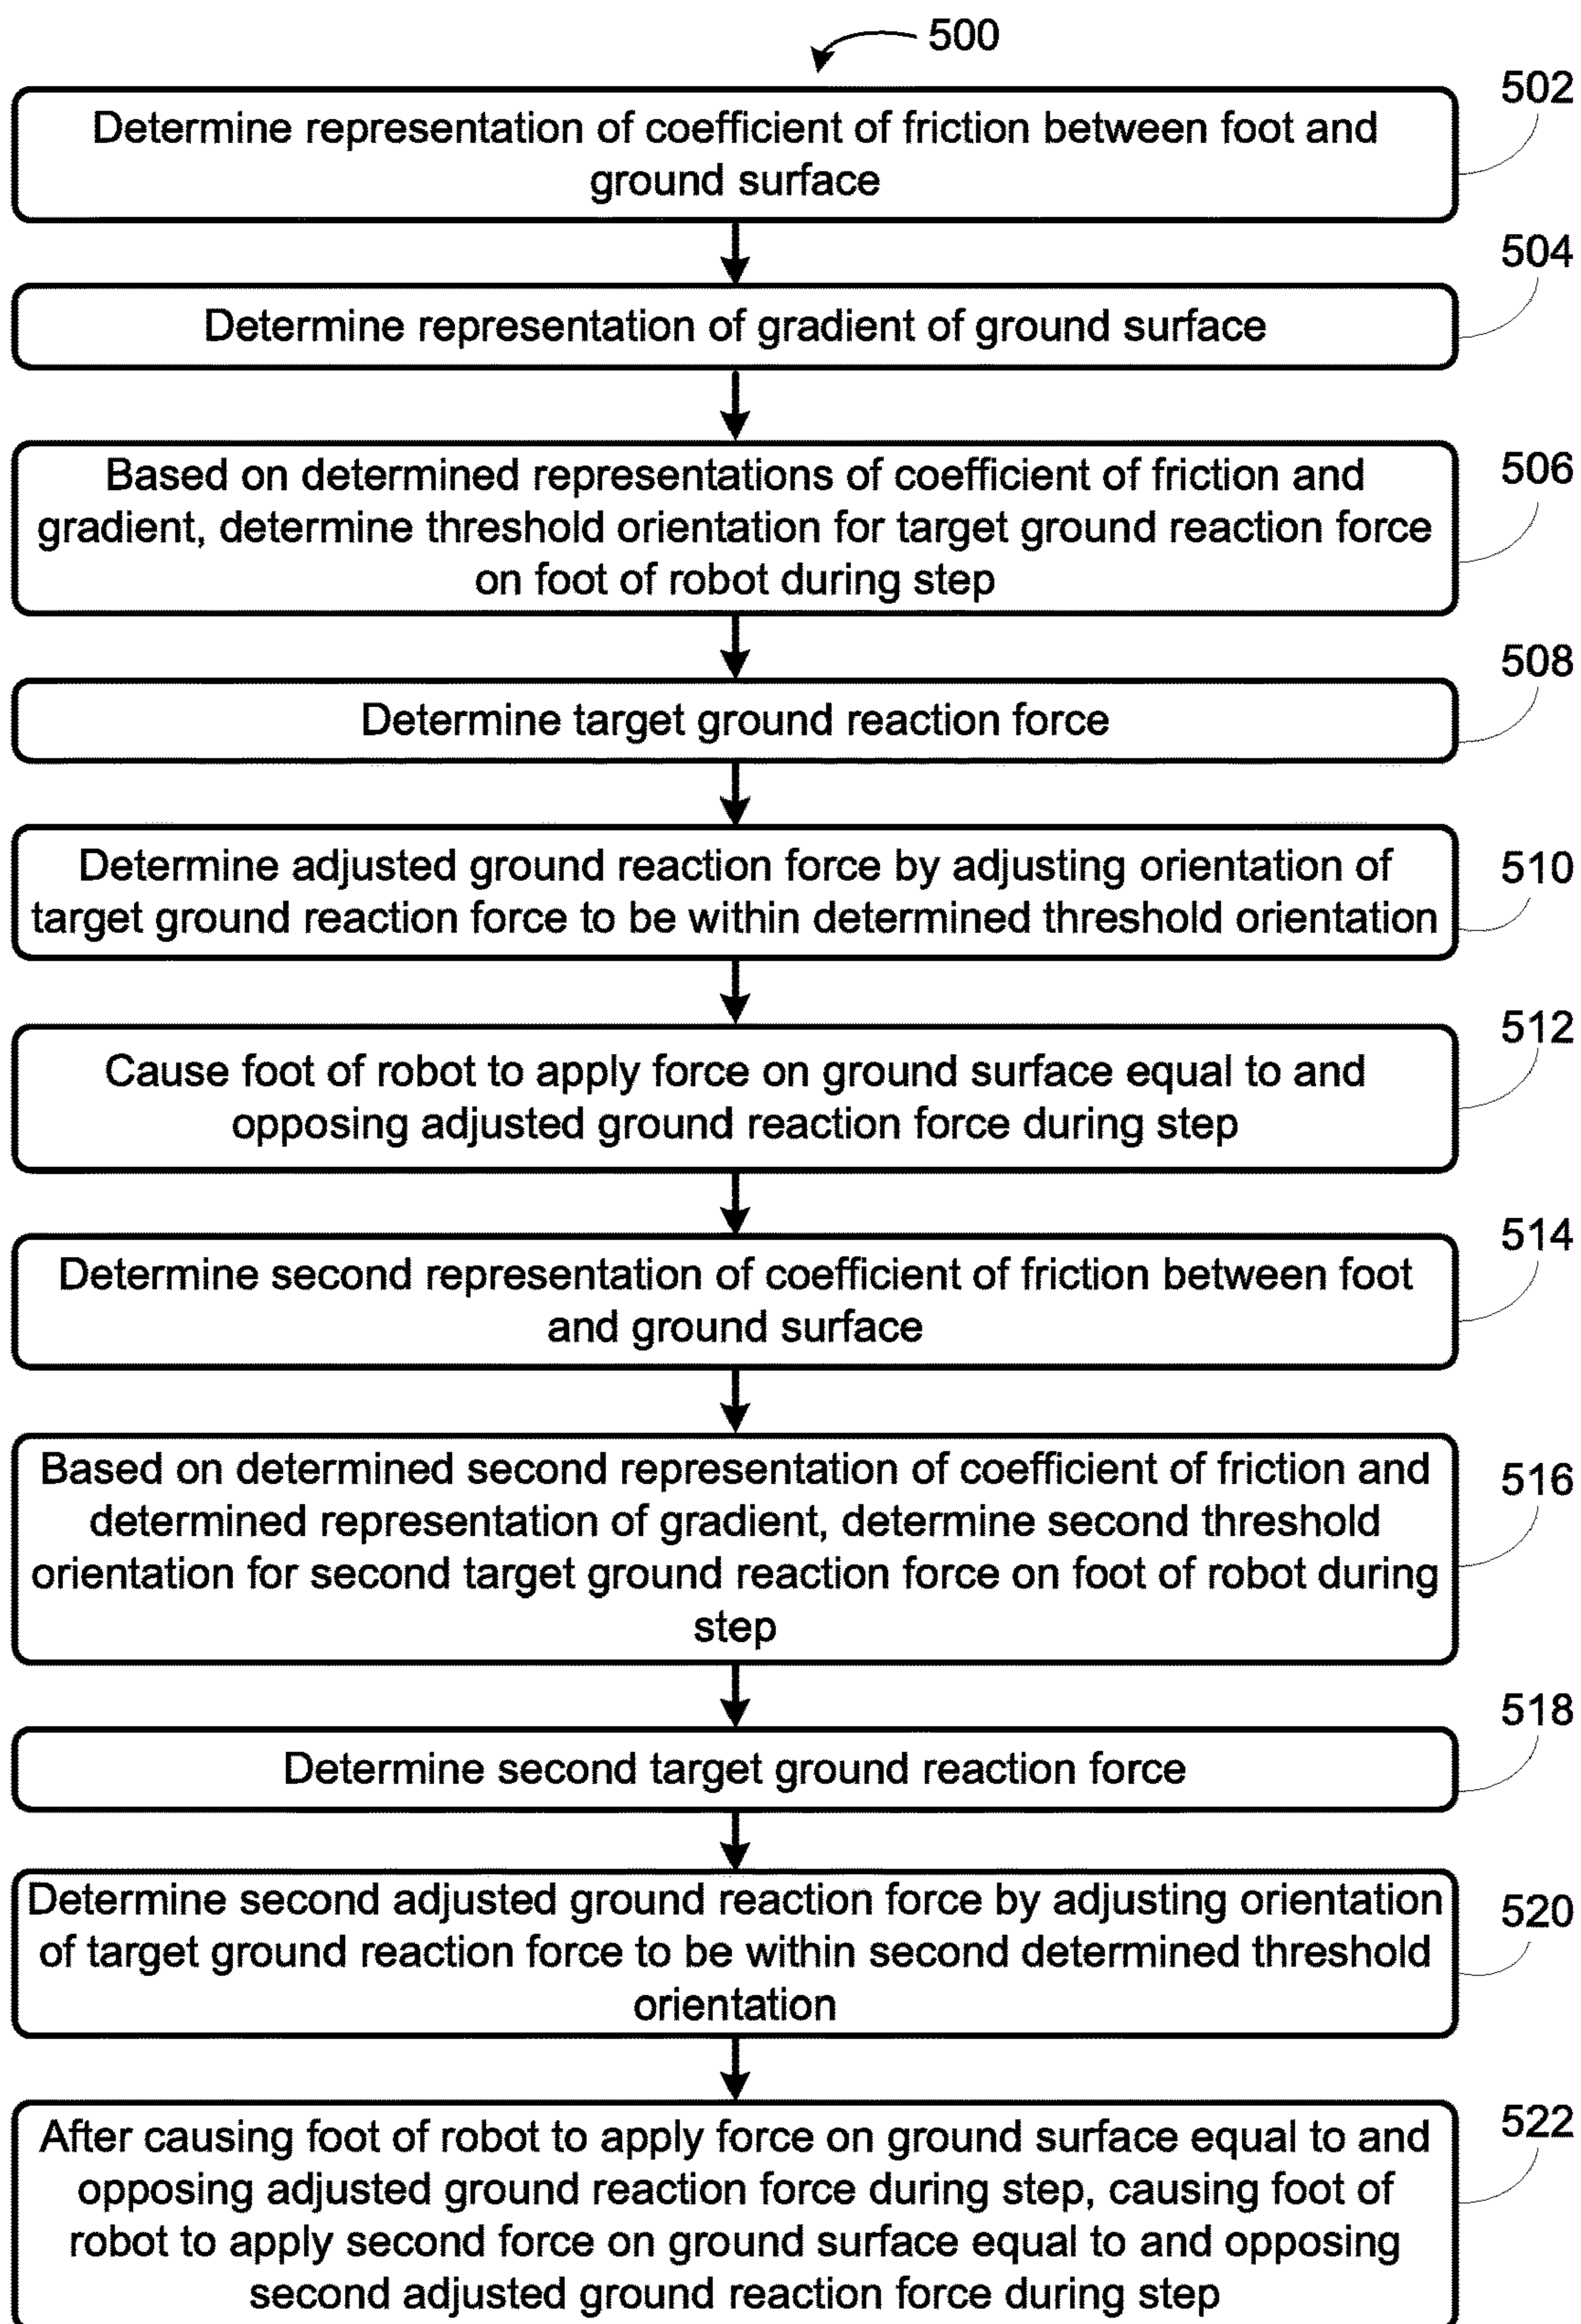 500
502
Determine representation of coefficient of friction between foot and
ground surface
504
Determine representation of gradient of ground surface
506
Based on determined representations of coefficient of friction and
gradient, determine threshold orientation for target ground reaction force
on foot of robot during step
508
Determine target ground reaction force
510
Determine adjusted ground reaction force by adjusting orientation of
target ground reaction force to be within determined threshold orientation
512
Cause foot of robot to apply force on ground surface equal to and
opposing adjusted ground reaction force during step
514
Determine second representation of coefficient of friction between foot
and ground surface
516
Based on determined second representation of coefficient of friction and
determined representation of gradient, determine second threshold
orientation for second target ground reaction force on foot of robot during
step
518
Determine second target ground reaction force
520
Determine second adjusted ground reaction force by adjusting orientation
of target ground reaction force to be within second determined threshold
orientation
522
After causing foot of robot to apply force on ground surface equal to and
opposing adjusted ground reaction force during step, causing foot of
robot to apply second force on ground surface equal to and opposing
second adjusted ground reaction force during step